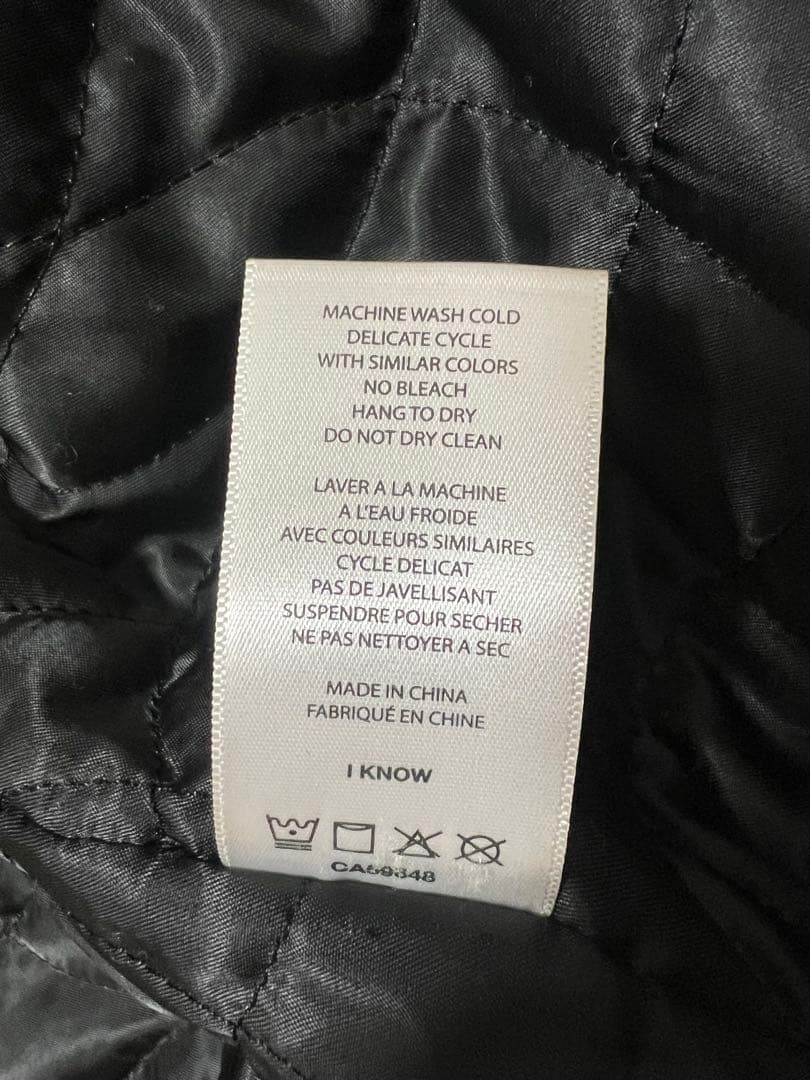 MACHINE WASH COLD
DELICATE CYCLE
WITH SIMILAR COLORS
NO BLEACH
HANG TO DRY
DO NOT DRY CLEAN
LAVER A LA MACHINE
A L'EAU FROIDE
AVEC COULEURS SIMILAIRES
CYCLE DELICAT
PAS DE JAVELLISANT
SUSPENDRE POUR SECHER
NE PAS NETTOYER A SEC
MADE IN CHINA
FABRIQUÉ EN CHINE
I KNOW
CA59348